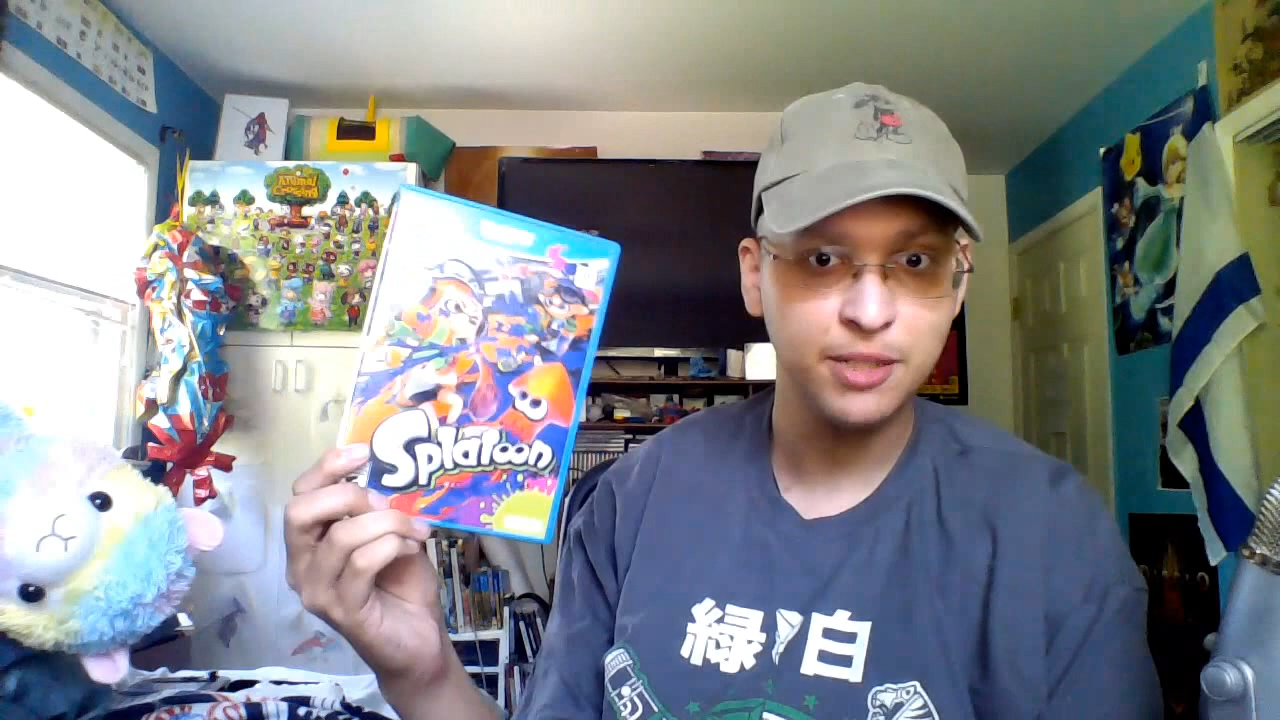 Animal
Crossing
Splatoon
緑 白